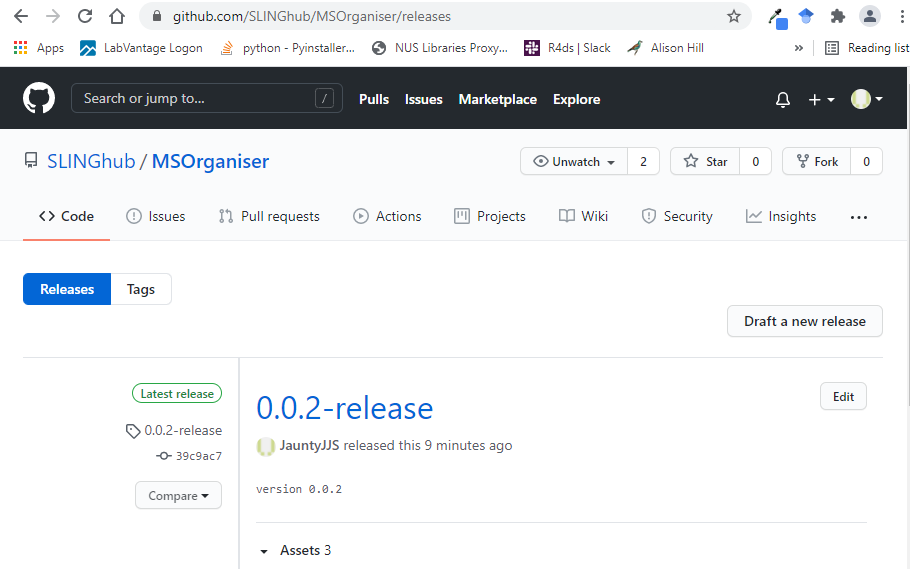 github.com/SLINGhub/MSOrganiser/releases
Apps LabVantage Logon python - Pyinstaller... NUS Libraries Proxy... R4ds | Slack Alison Hill » Reading list
Search or jump to... / Pulls Issues Marketplace Explore
SLINGhub / MSOrganiser Unwatch 2 Star 0 Fork 0
Code Issues Pull requests Actions Projects Wiki Security Insights ...
Releases Tags
Draft a new release
Latest release
0.0.2-release Edit
0.0.2-release
JauntyJJS released this 9 minutes ago
39c9ac7
Compare
version 0.0.2
Assets 3